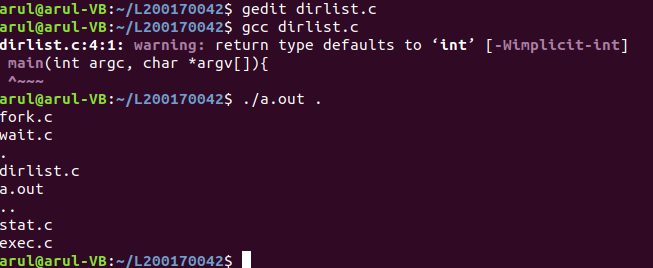 arul@arul-VB:~/L200170042$ gedit dirlist.c
arul@arul-VB:~/L200170042$ gcc dirlist.c
dirlist.c:4:1: warning: return type defaults to ‘int’ [-Wimplicit-int]
 main(int argc, char *argv[]){
 ^~~~
arul@arul-VB:~/L200170042$ ./a.out .
fork.c
wait.c
.
dirlist.c
a.out
..
stat.c
exec.c
arul@arul-VB:~/L200170042$